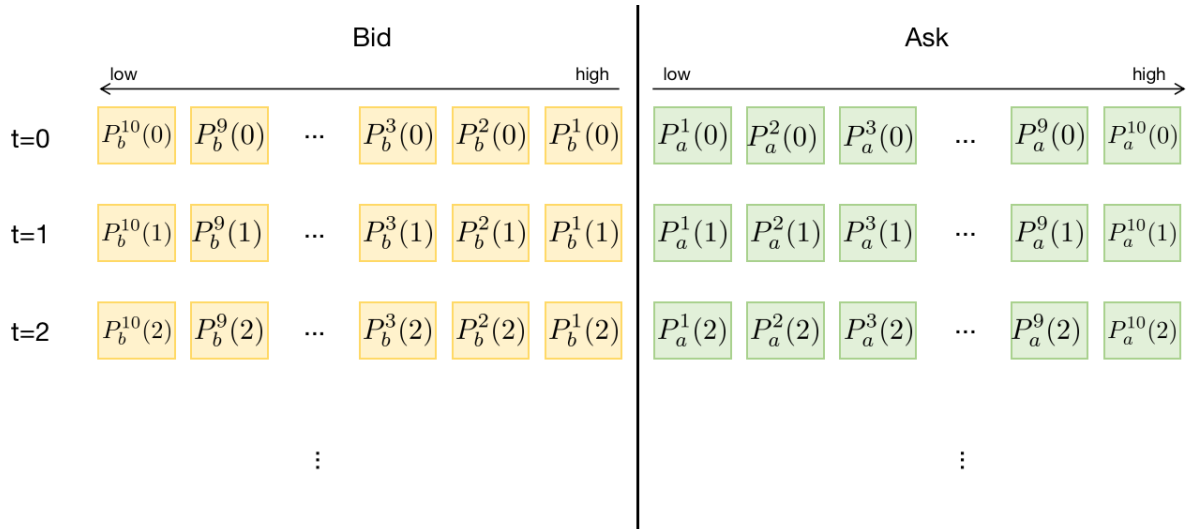 Bid Ask
low high low high
t=0 $P_b^{10}(0)$ $P_b^9(0)$ ... $P_b^3(0)$ $P_b^2(0)$ $P_b^1(0)$ $P_a^1(0)$ $P_a^2(0)$ $P_a^3(0)$ ... $P_a^9(0)$ $P_a^{10}(0)$
t=1 $P_b^{10}(1)$ $P_b^9(1)$ ... $P_b^3(1)$ $P_b^2(1)$ $P_b^1(1)$ $P_a^1(1)$ $P_a^2(1)$ $P_a^3(1)$ ... $P_a^9(1)$ $P_a^{10}(1)$
t=2 $P_b^{10}(2)$ $P_b^9(2)$ ... $P_b^3(2)$ $P_b^2(2)$ $P_b^1(2)$ $P_a^1(2)$ $P_a^2(2)$ $P_a^3(2)$ ... $P_a^9(2)$ $P_a^{10}(2)$
⋮ ⋮